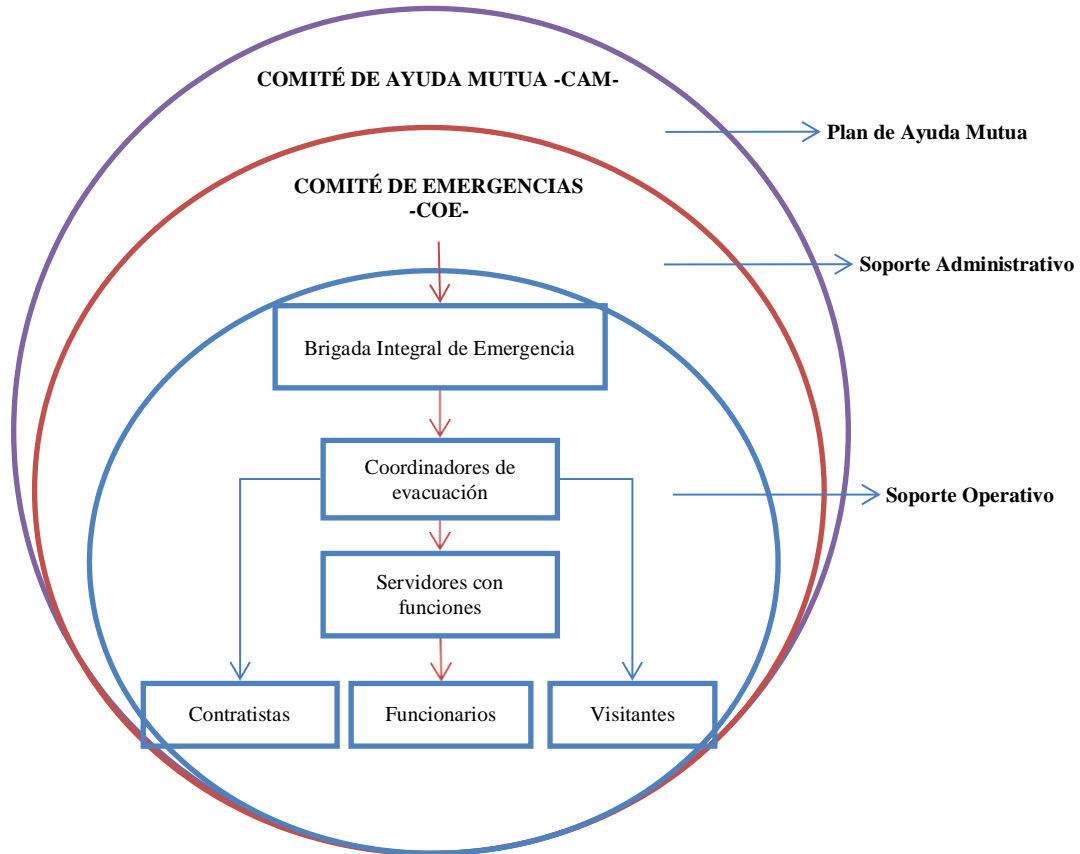 COMITÉ DE AYUDA MUTUA -CAM-
Plan de Ayuda Mutua
COMITÉ DE EMERGENCIAS
-COE-
Soporte Administrativo
Brigada Integral de Emergencia
Coordinadores de
evacuación
Soporte Operativo
Servidores con
funciones
Contratistas
Funcionarios
Visitantes